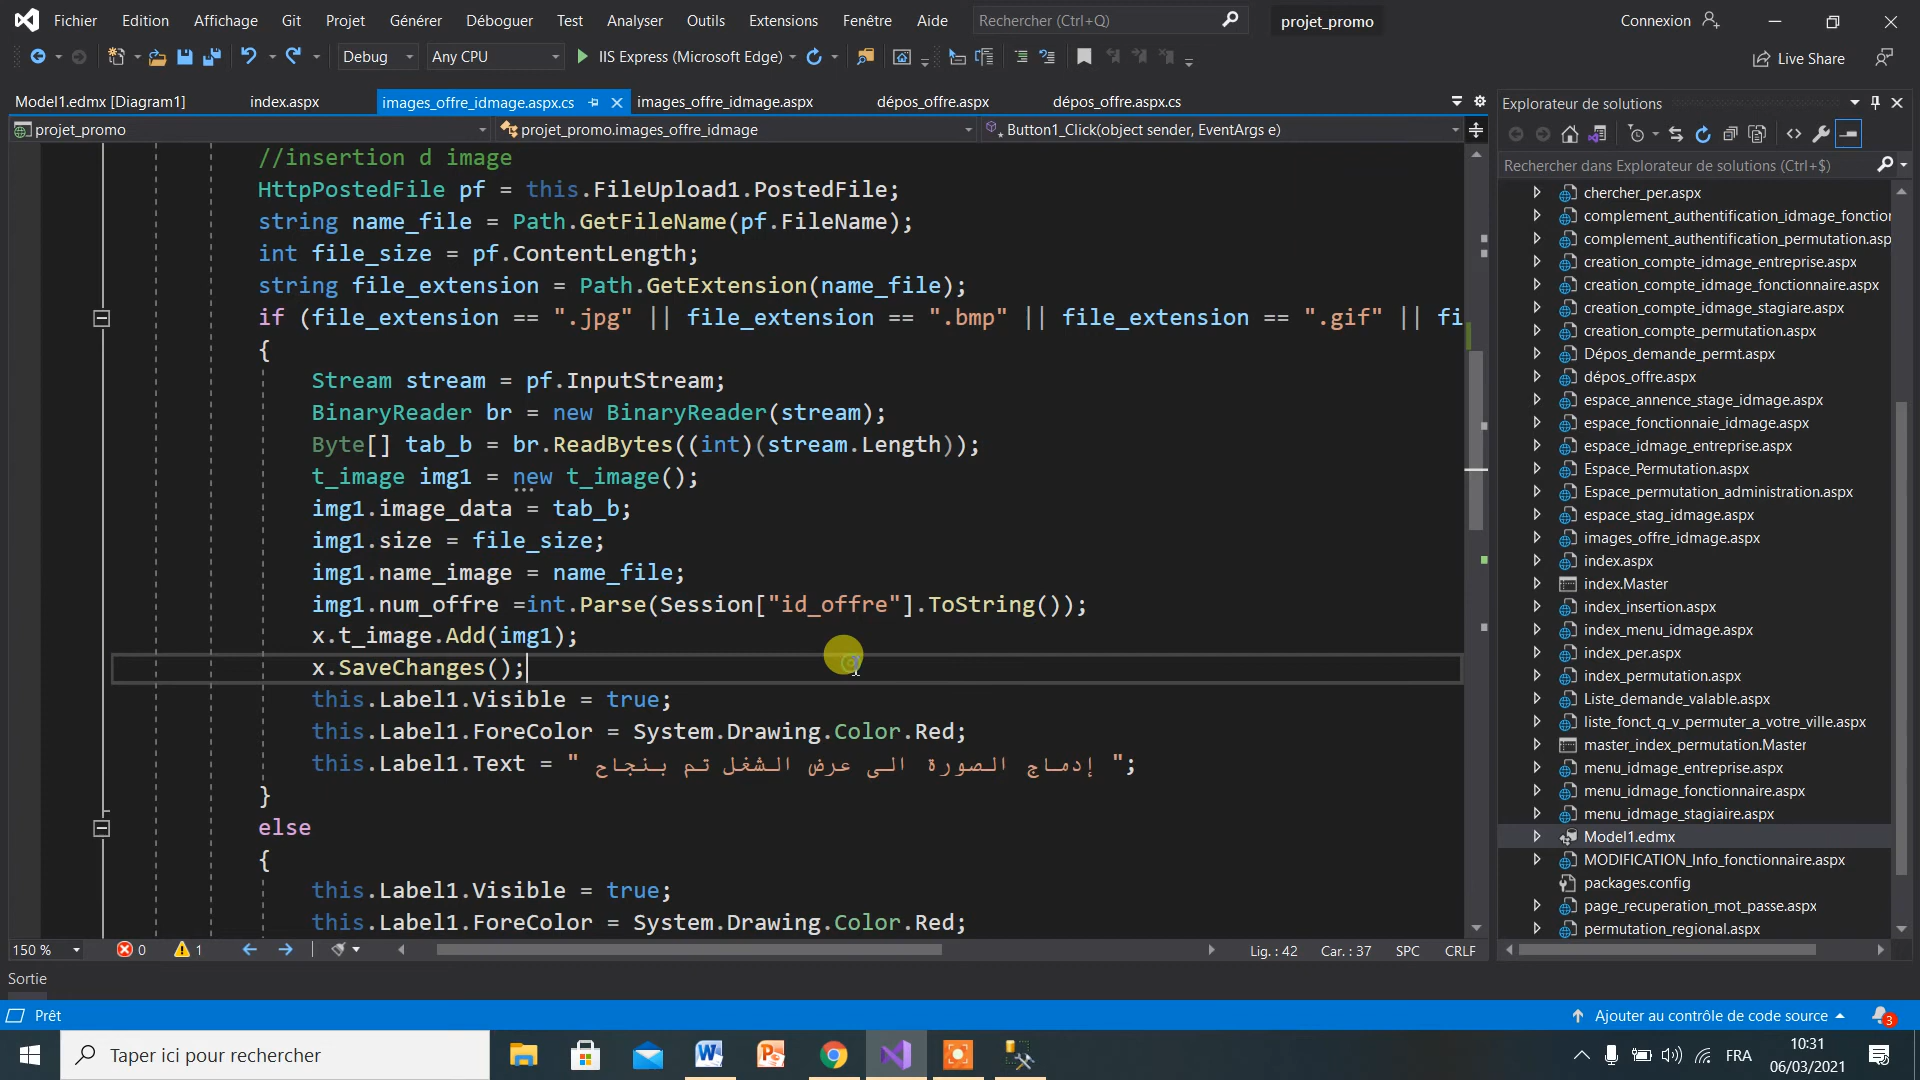 Fichier Edition Affichage Git Projet Générer Déboguer Test Analyser Outils Extensions Fenêtre Aide Rechercher (Ctrl+Q) projet_promo Connexion
Debug Any CPU IIS Express (Microsoft Edge) Live Share
Model1.edmx [Diagram1] index.aspx images_offre_idmage.aspx.cs images_offre_idmage.aspx dépos_offre.aspx dépos_offre.aspx.cs
projet_promo projet_promo.images_offre_idmage Button1_Click(object sender, EventArgs e)
//insertion d image
HttpPostedFile pf = this.FileUpload1.PostedFile;
string name_file = Path.GetFileName(pf.FileName);
int file_size = pf.ContentLength;
string file_extension = Path.GetExtension(name_file);
if (file_extension == ".jpg" || file_extension == ".bmp" || file_extension == ".gif" || fi
{
Stream stream = pf.InputStream;
BinaryReader br = new BinaryReader(stream);
Byte[] tab_b = br.ReadBytes((int)(stream.Length));
t_image img1 = new t_image();
img1.image_data = tab_b;
img1.size = file_size;
img1.name_image = name_file;
img1.num_offre =int.Parse(Session["id_offre"].ToString());
x.t_image.Add(img1);
x.SaveChanges();
this.Label1.Visible = true;
this.Label1.ForeColor = System.Drawing.Color.Red;
this.Label1.Text = " إدماج الصورة الى عرض الشغل تم بنجاح ";
}
else
{
this.Label1.Visible = true;
this.Label1.ForeColor = System.Drawing.Color.Red;
150 % 0 1 Lig. : 42 Car. : 37 SPC CRLF
Sortie
Explorateur de solutions
Rechercher dans Explorateur de solutions (Ctrl+$)
chercher_per.aspx
complement_authentification_idmage_fonction
complement_authentification_permutation.asp
creation_compte_idmage_entreprise.aspx
creation_compte_idmage_fonctionnaire.aspx
creation_compte_idmage_stagiare.aspx
creation_compte_permutation.aspx
Dépos_demande_permt.aspx
dépos_offre.aspx
espace_annence_stage_idmage.aspx
espace_fonctionnaie_idmage.aspx
espace_idmage_entreprise.aspx
Espace_Permutation.aspx
Espace_permutation_administration.aspx
espace_stag_idmage.aspx
images_offre_idmage.aspx
index.aspx
index.Master
index_insertion.aspx
index_menu_idmage.aspx
index_per.aspx
index_permutation.aspx
Liste_demande_valable.aspx
liste_fonct_q_v_permuter_a_votre_ville.aspx
master_index_permutation.Master
menu_idmage_entreprise.aspx
menu_idmage_fonctionnaire.aspx
menu_idmage_stagiaire.aspx
Model1.edmx
MODIFICATION_Info_fonctionnaire.aspx
packages.config
page_recuperation_mot_passe.aspx
permutation_regional.aspx
Prêt Ajouter au contrôle de code source 3
Taper ici pour rechercher FRA 10:31
06/03/2021